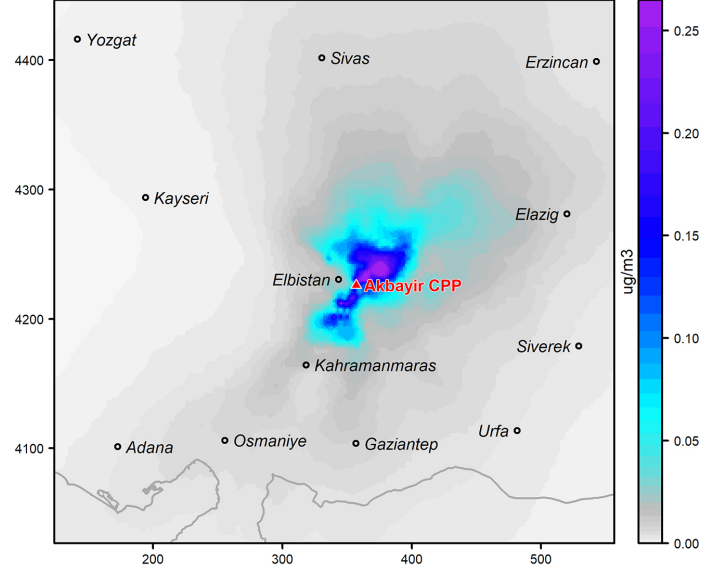 Yozgat
Sivas
Erzincan
Kayseri
Elazig
Elbistan
Akbayir CPP
Siverek
Kahramanmaras
Urfa
Adana
Osmaniye
Gaziantep
4400
4300
4200
4100
200
300
400
500
0.25
0.20
0.15
0.10
0.05
0.00
ug/m3